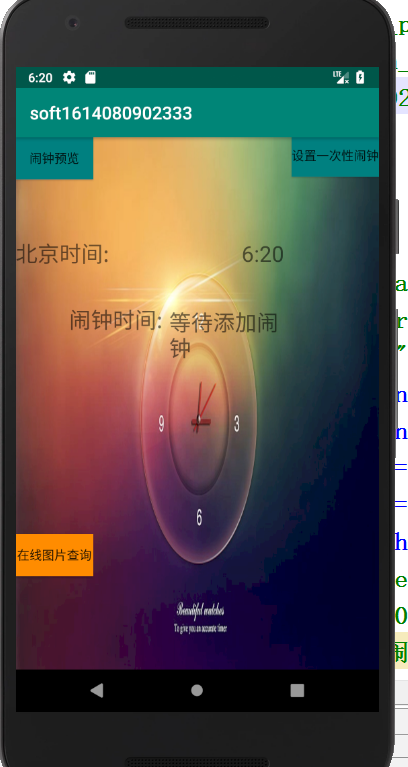 6:20
LTE
soft1614080902333
闹钟预览
设置一次性闹钟
北京时间:
6:20
闹钟时间:
等待添加闹
钟
9
3
6
在线图片查询
Beautiful watches
To give you an accurate timer